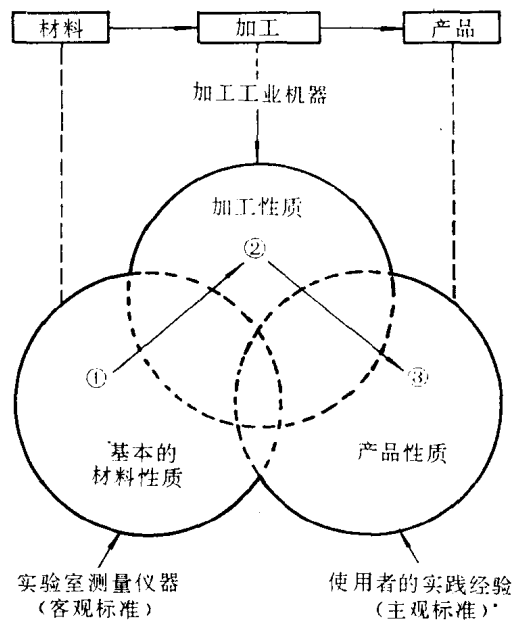 材料
加工
产品
加工工业机器
加工性质
②
①
③
基本的
材料性质
产品性质
实验室测量仪器
(客观标准)
使用者的实践经验
(主观标准)